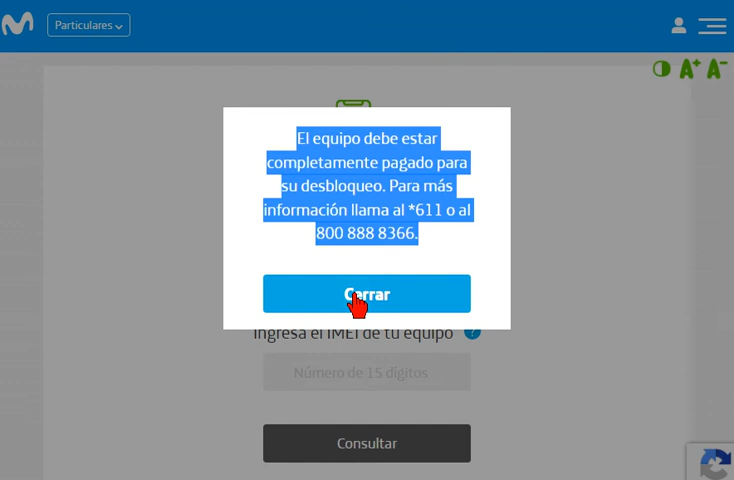 Particulares
A+ A-
El equipo debe estar
completamente pagado para
su desbloqueo. Para más
información llama al *611 o al
800 888 8366.
Cerrar
Ingresa el IMEI de tu equipo ?
Número de 15 dígitos
Consultar